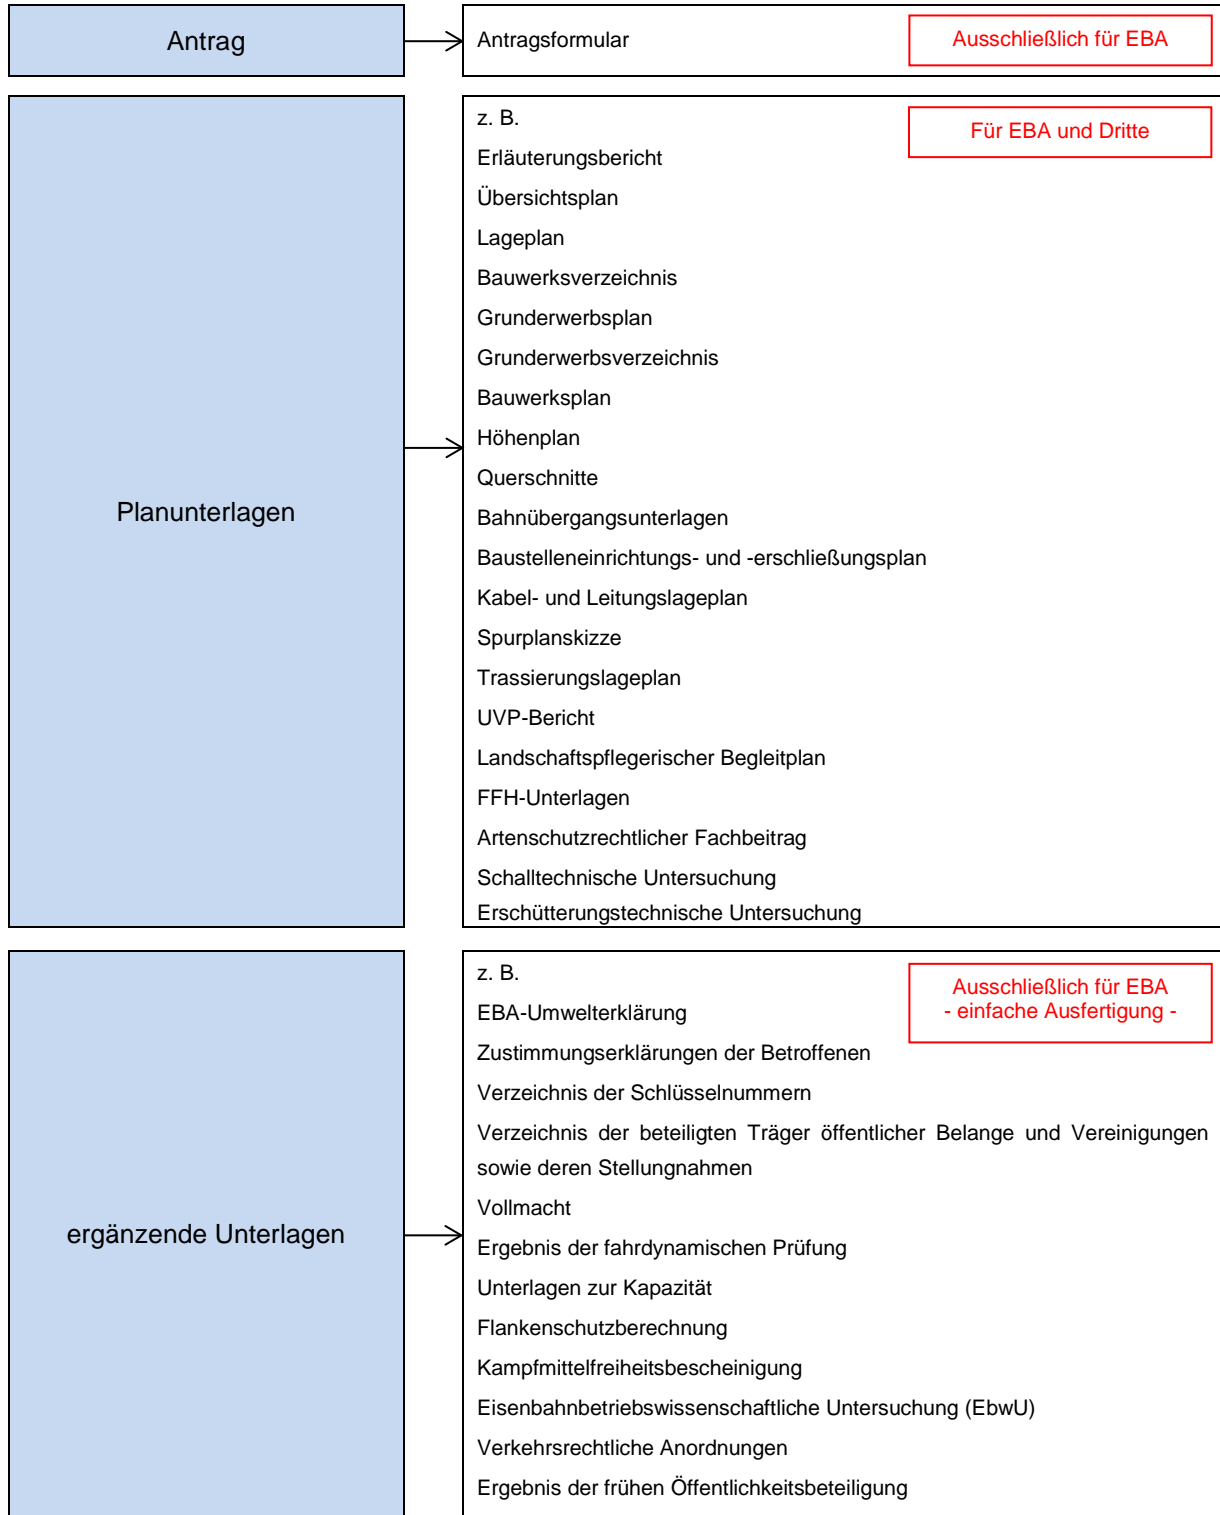 Antrag
Antragsformular
Ausschließlich für EBA
Planunterlagen
z. B.
Für EBA und Dritte
Erläuterungsbericht
Übersichtsplan
Lageplan
Bauwerksverzeichnis
Grunderwerbsplan
Grunderwerbsverzeichnis
Bauwerksplan
Höhenplan
Querschnitte
Bahnübergangsunterlagen
Baustelleneinrichtungs- und -erschließungsplan
Kabel- und Leitungslageplan
Spurplanskizze
Trassierungslageplan
UVP-Bericht
Landschaftspflegerischer Begleitplan
FFH-Unterlagen
Artenschutzrechtlicher Fachbeitrag
Schalltechnische Untersuchung
Erschütterungstechnische Untersuchung
ergänzende Unterlagen
z. B.
Ausschließlich für EBA
- einfache Ausfertigung -
EBA-Umwelterklärung
Zustimmungserklärungen der Betroffenen
Verzeichnis der Schlüsselnummern
Verzeichnis der beteiligten Träger öffentlicher Belange und Vereinigungen
sowie deren Stellungnahmen
Vollmacht
Ergebnis der fahrdynamischen Prüfung
Unterlagen zur Kapazität
Flankenschutzberechnung
Kampfmittelfreiheitsbescheinigung
Eisenbahnbetriebswissenschaftliche Untersuchung (EbwU)
Verkehrsrechtliche Anordnungen
Ergebnis der frühen Öffentlichkeitsbeteiligung